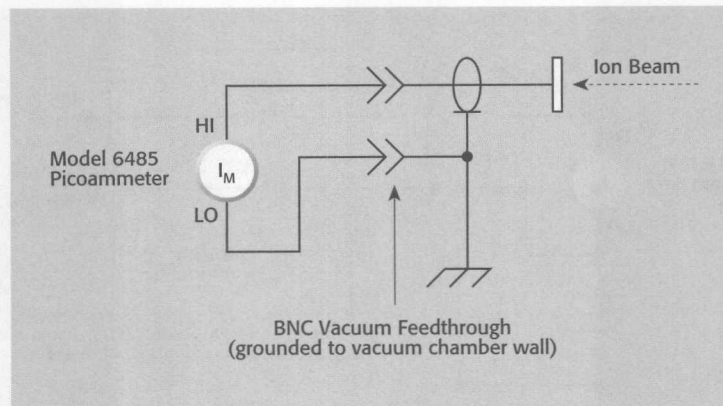 Ion Beam
HI
Model 6485
Picoammeter
I_M
LO
BNC Vacuum Feedthrough
(grounded to vacuum chamber wall)